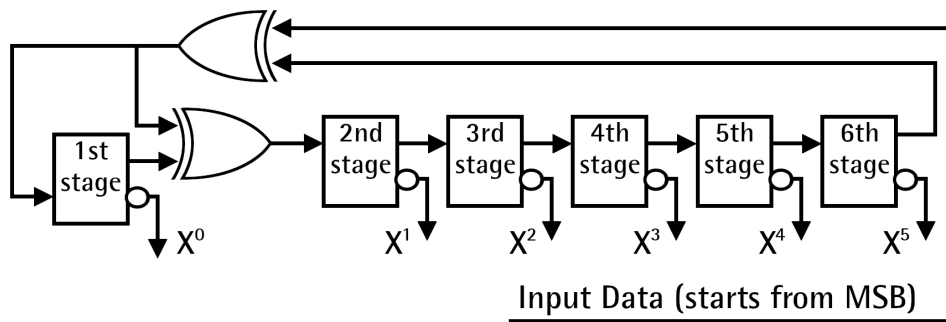 1st
stage
2nd
stage
3rd
stage
4th
stage
5th
stage
6th
stage
X⁰
X¹
X²
X³
X⁴
X⁵
Input Data (starts from MSB)